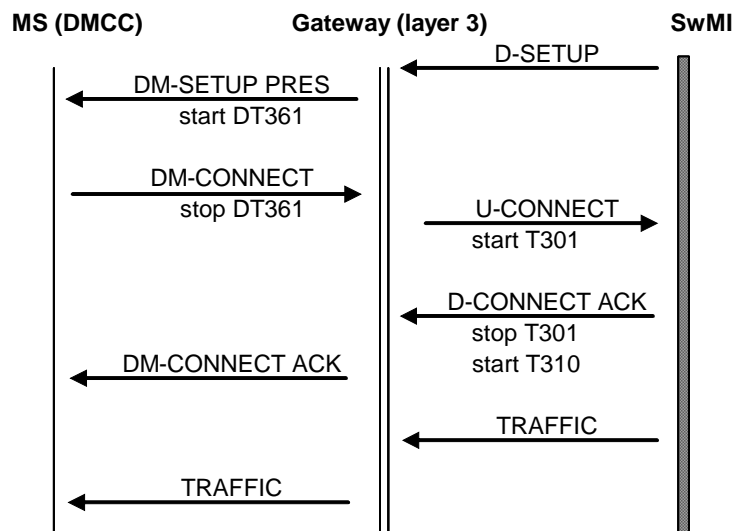 MS (DMCC) Gateway (layer 3) SwMI
D-SETUP
DM-SETUP PRES
start DT361
DM-CONNECT
stop DT361
U-CONNECT
start T301
D-CONNECT ACK
stop T301
start T310
DM-CONNECT ACK
TRAFFIC
TRAFFIC